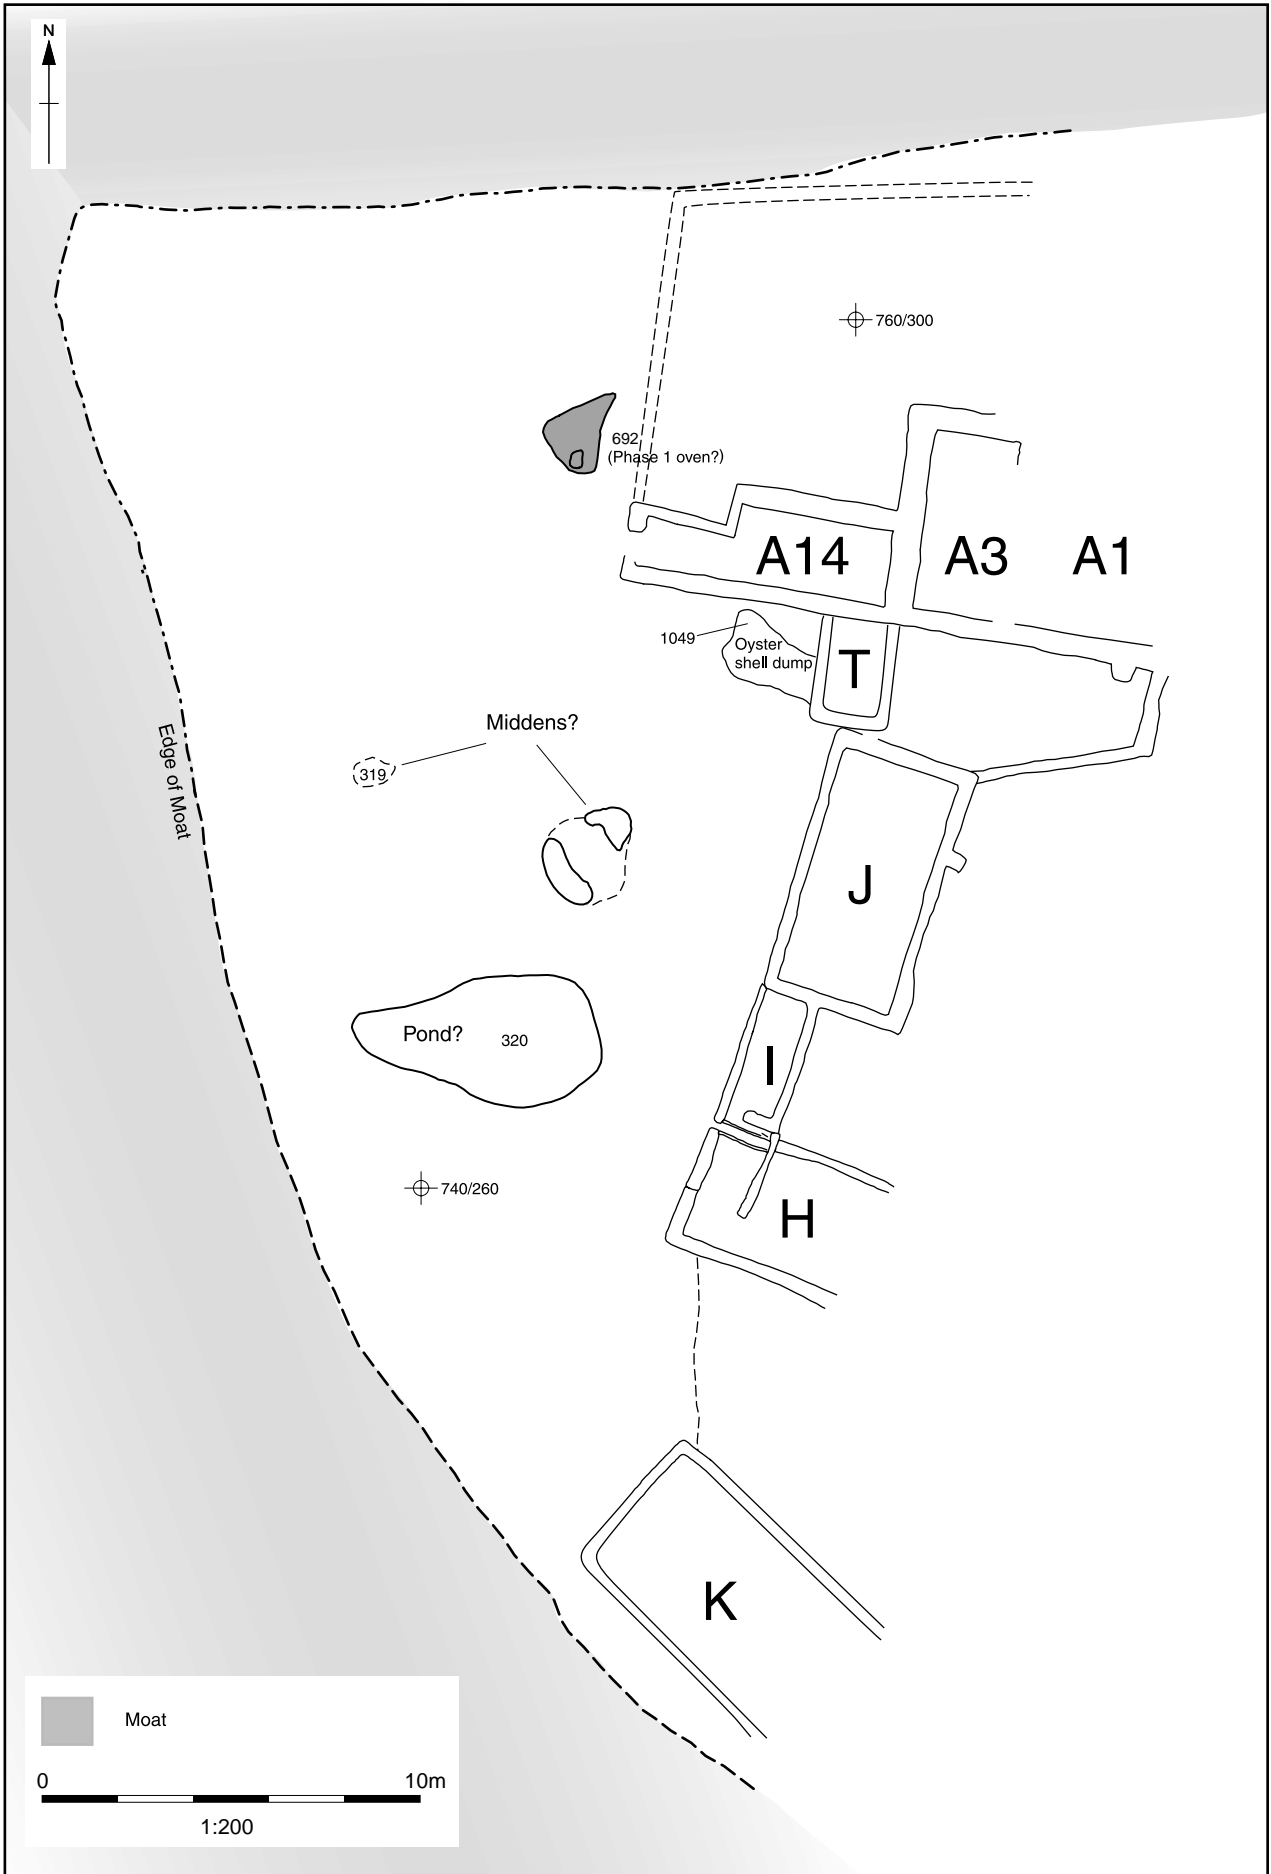 N
760/300
692
(Phase 1 oven?)
A14
A3
A1
1049
Oyster
shell dump
T
Middens?
319
Edge of Moat
J
Pond?
320
I
740/260
H
K
Moat
0
10m
1:200